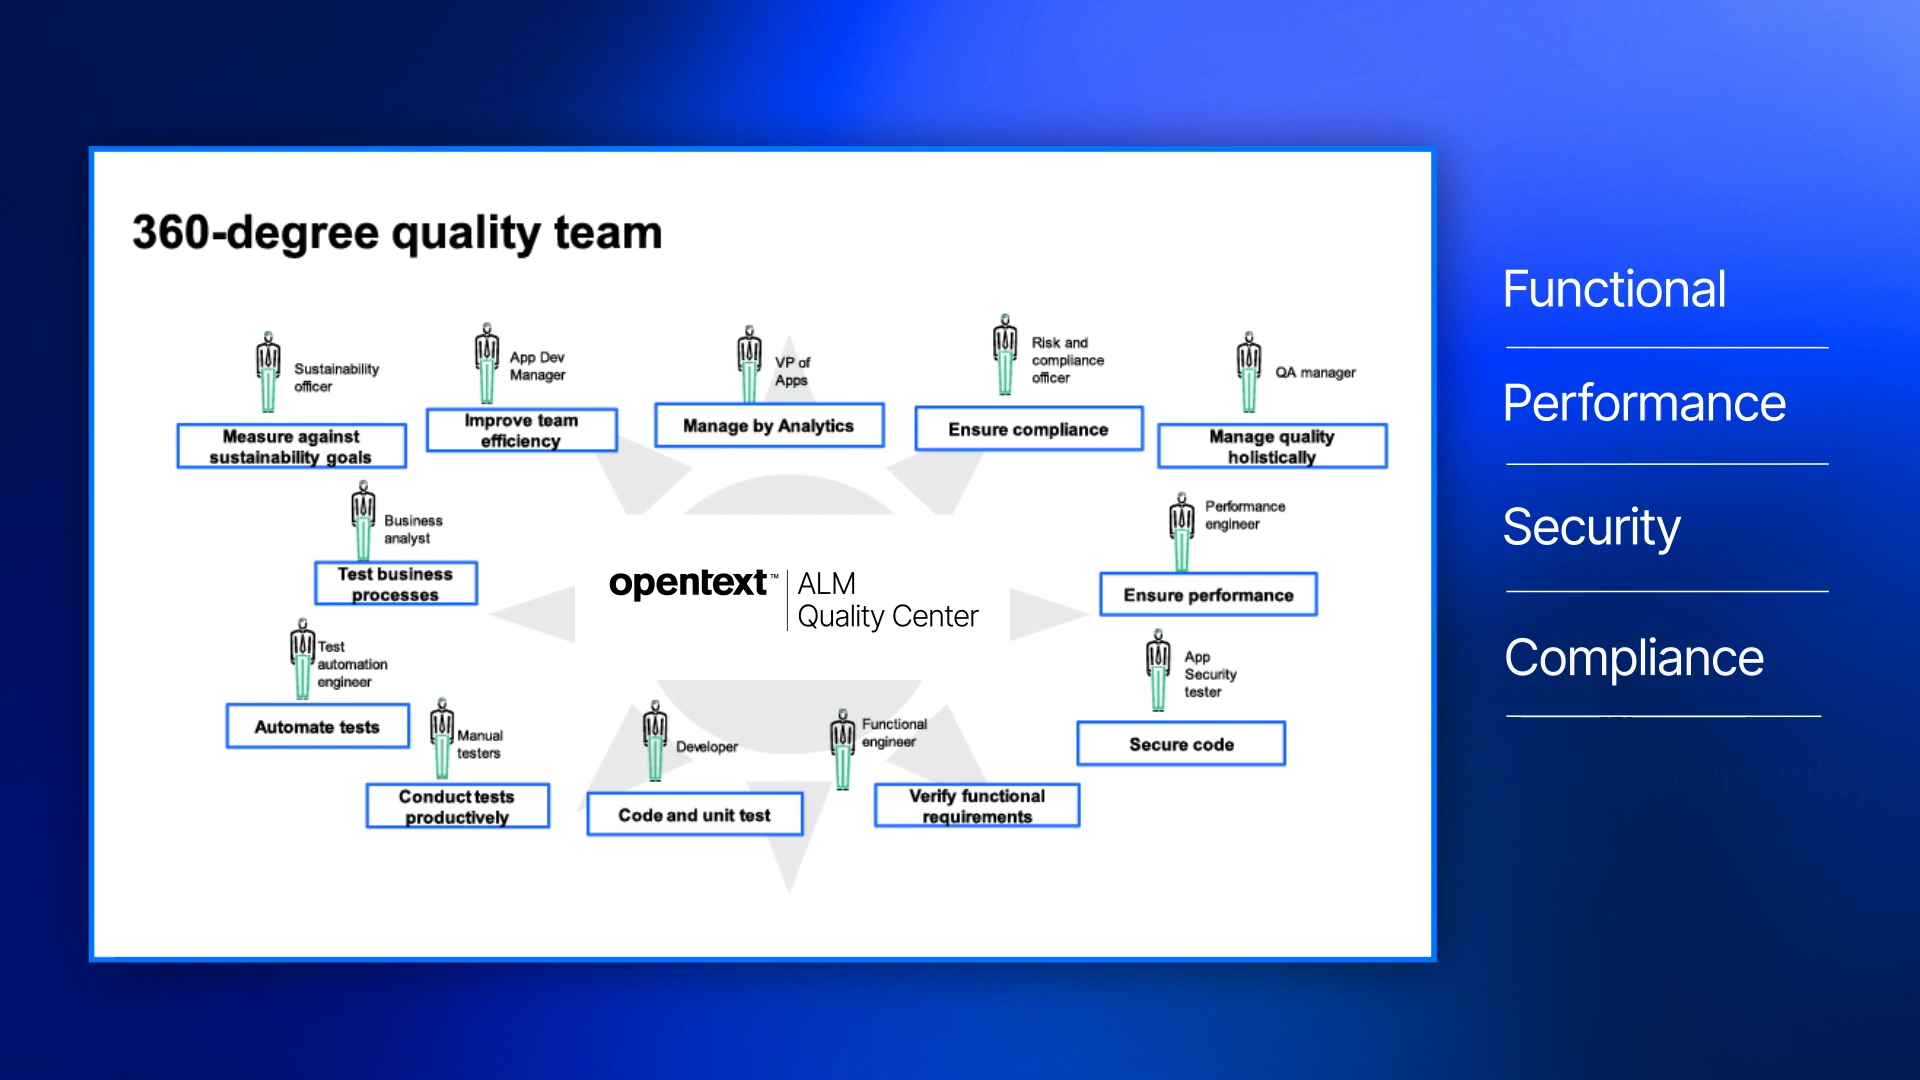 360-degree quality team
Sustainability
officer
Measure against
sustainability goals
App Dev
Manager
Improve team
efficiency
VP of
Apps
Manage by Analytics
Risk and
compliance
officer
Ensure compliance
QA manager
Manage quality
holistically
Business
analyst
Test business
processes
Performance
engineer
Ensure performance
opentext™
ALM
Quality Center
Test
automation
engineer
Automate tests
App
Security
tester
Secure code
Manual
testers
Conduct tests
productively
Developer
Code and unit test
Functional
engineer
Verify functional
requirements
Functional
Performance
Security
Compliance